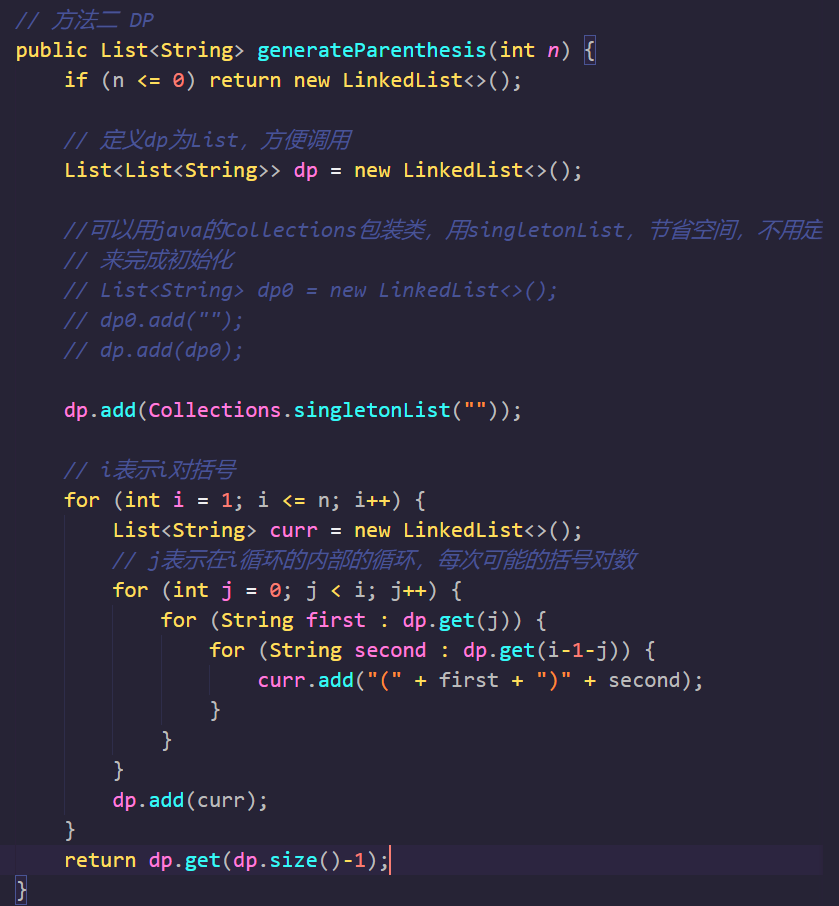 // 方法二 DP
public List<String> generateParenthesis(int n) {
    if (n <= 0) return new LinkedList<>();
    // 定义dp为List，方便调用
    List<List<String>> dp = new LinkedList<>();
    //可以用java的Collections包装类，用singletonList，节省空间，不用定
    // 来完成初始化
    // List<String> dp0 = new LinkedList<>();
    // dp0.add("");
    // dp.add(dp0);
    dp.add(Collections.singletonList(""));
    // i表示i对括号
    for (int i = 1; i <= n; i++) {
        List<String> curr = new LinkedList<>();
        // j表示在i循环的内部的循环，每次可能的括号对数
        for (int j = 0; j < i; j++) {
            for (String first : dp.get(j)) {
                for (String second : dp.get(i-1-j)) {
                    curr.add("(" + first + ")" + second);
                }
            }
        }
        dp.add(curr);
    }
    return dp.get(dp.size()-1);
}